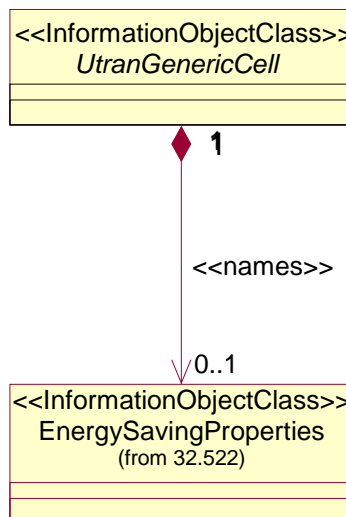 <<InformationObjectClass>>
UtranGenericCell
1
<<names>>
0..1
<<InformationObjectClass>>
EnergySavingProperties
(from 32.522)